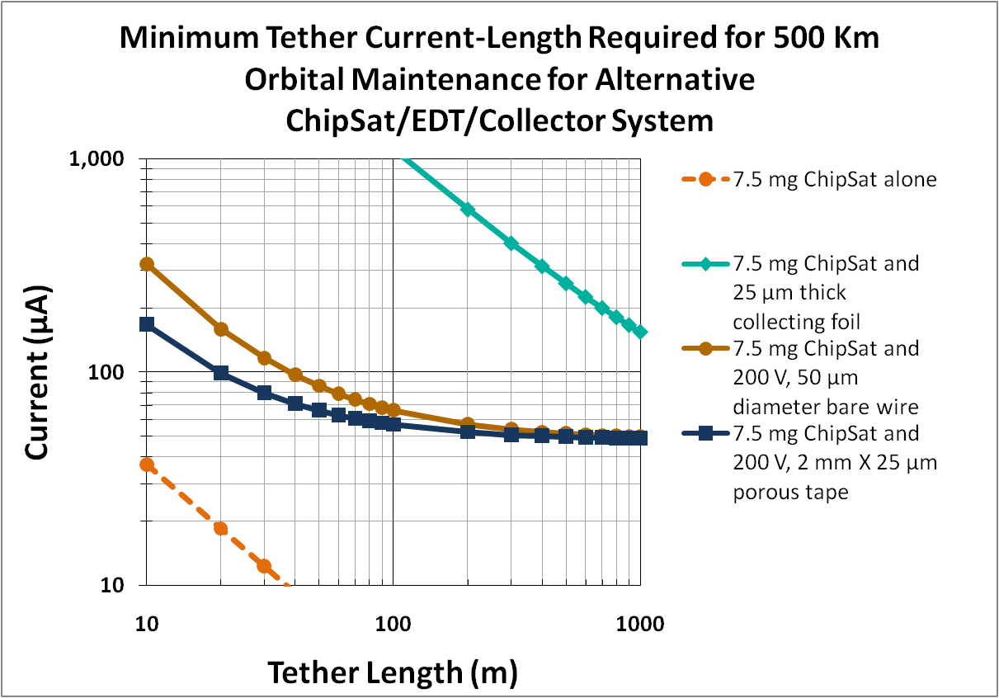 Minimum Tether Current-Length Required for 500 Km
Orbital Maintenance for Alternative
ChipSat/EDT/Collector System
1,000
100
10
Current (µA)
10
100
1000
Tether Length (m)
7.5 mg ChipSat alone
7.5 mg ChipSat and
25 µm thick
collecting foil
7.5 mg ChipSat and
200 V, 50 µm
diameter bare wire
7.5 mg ChipSat and
200 V, 2 mm X 25 µm
porous tape